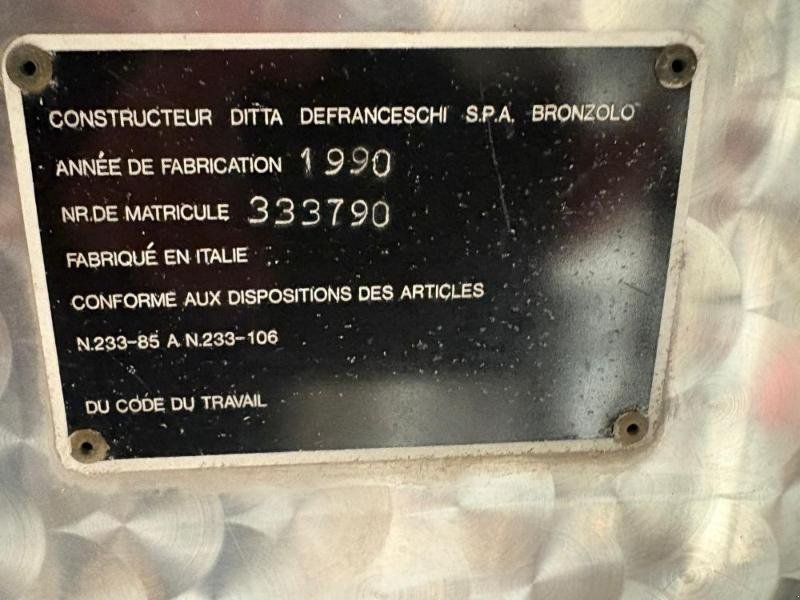 CONSTRUCTEUR DITTA DEFRANCESCHI S.P.A. BRONZOLO
ANNÉE DE FABRICATION 1990
NR.DE MATRICULE 333790
FABRIQUÉ EN ITALIE
CONFORME AUX DISPOSITIONS DES ARTICLES
N.233-85 A N.233-106
DU CODE DU TRAVAIL